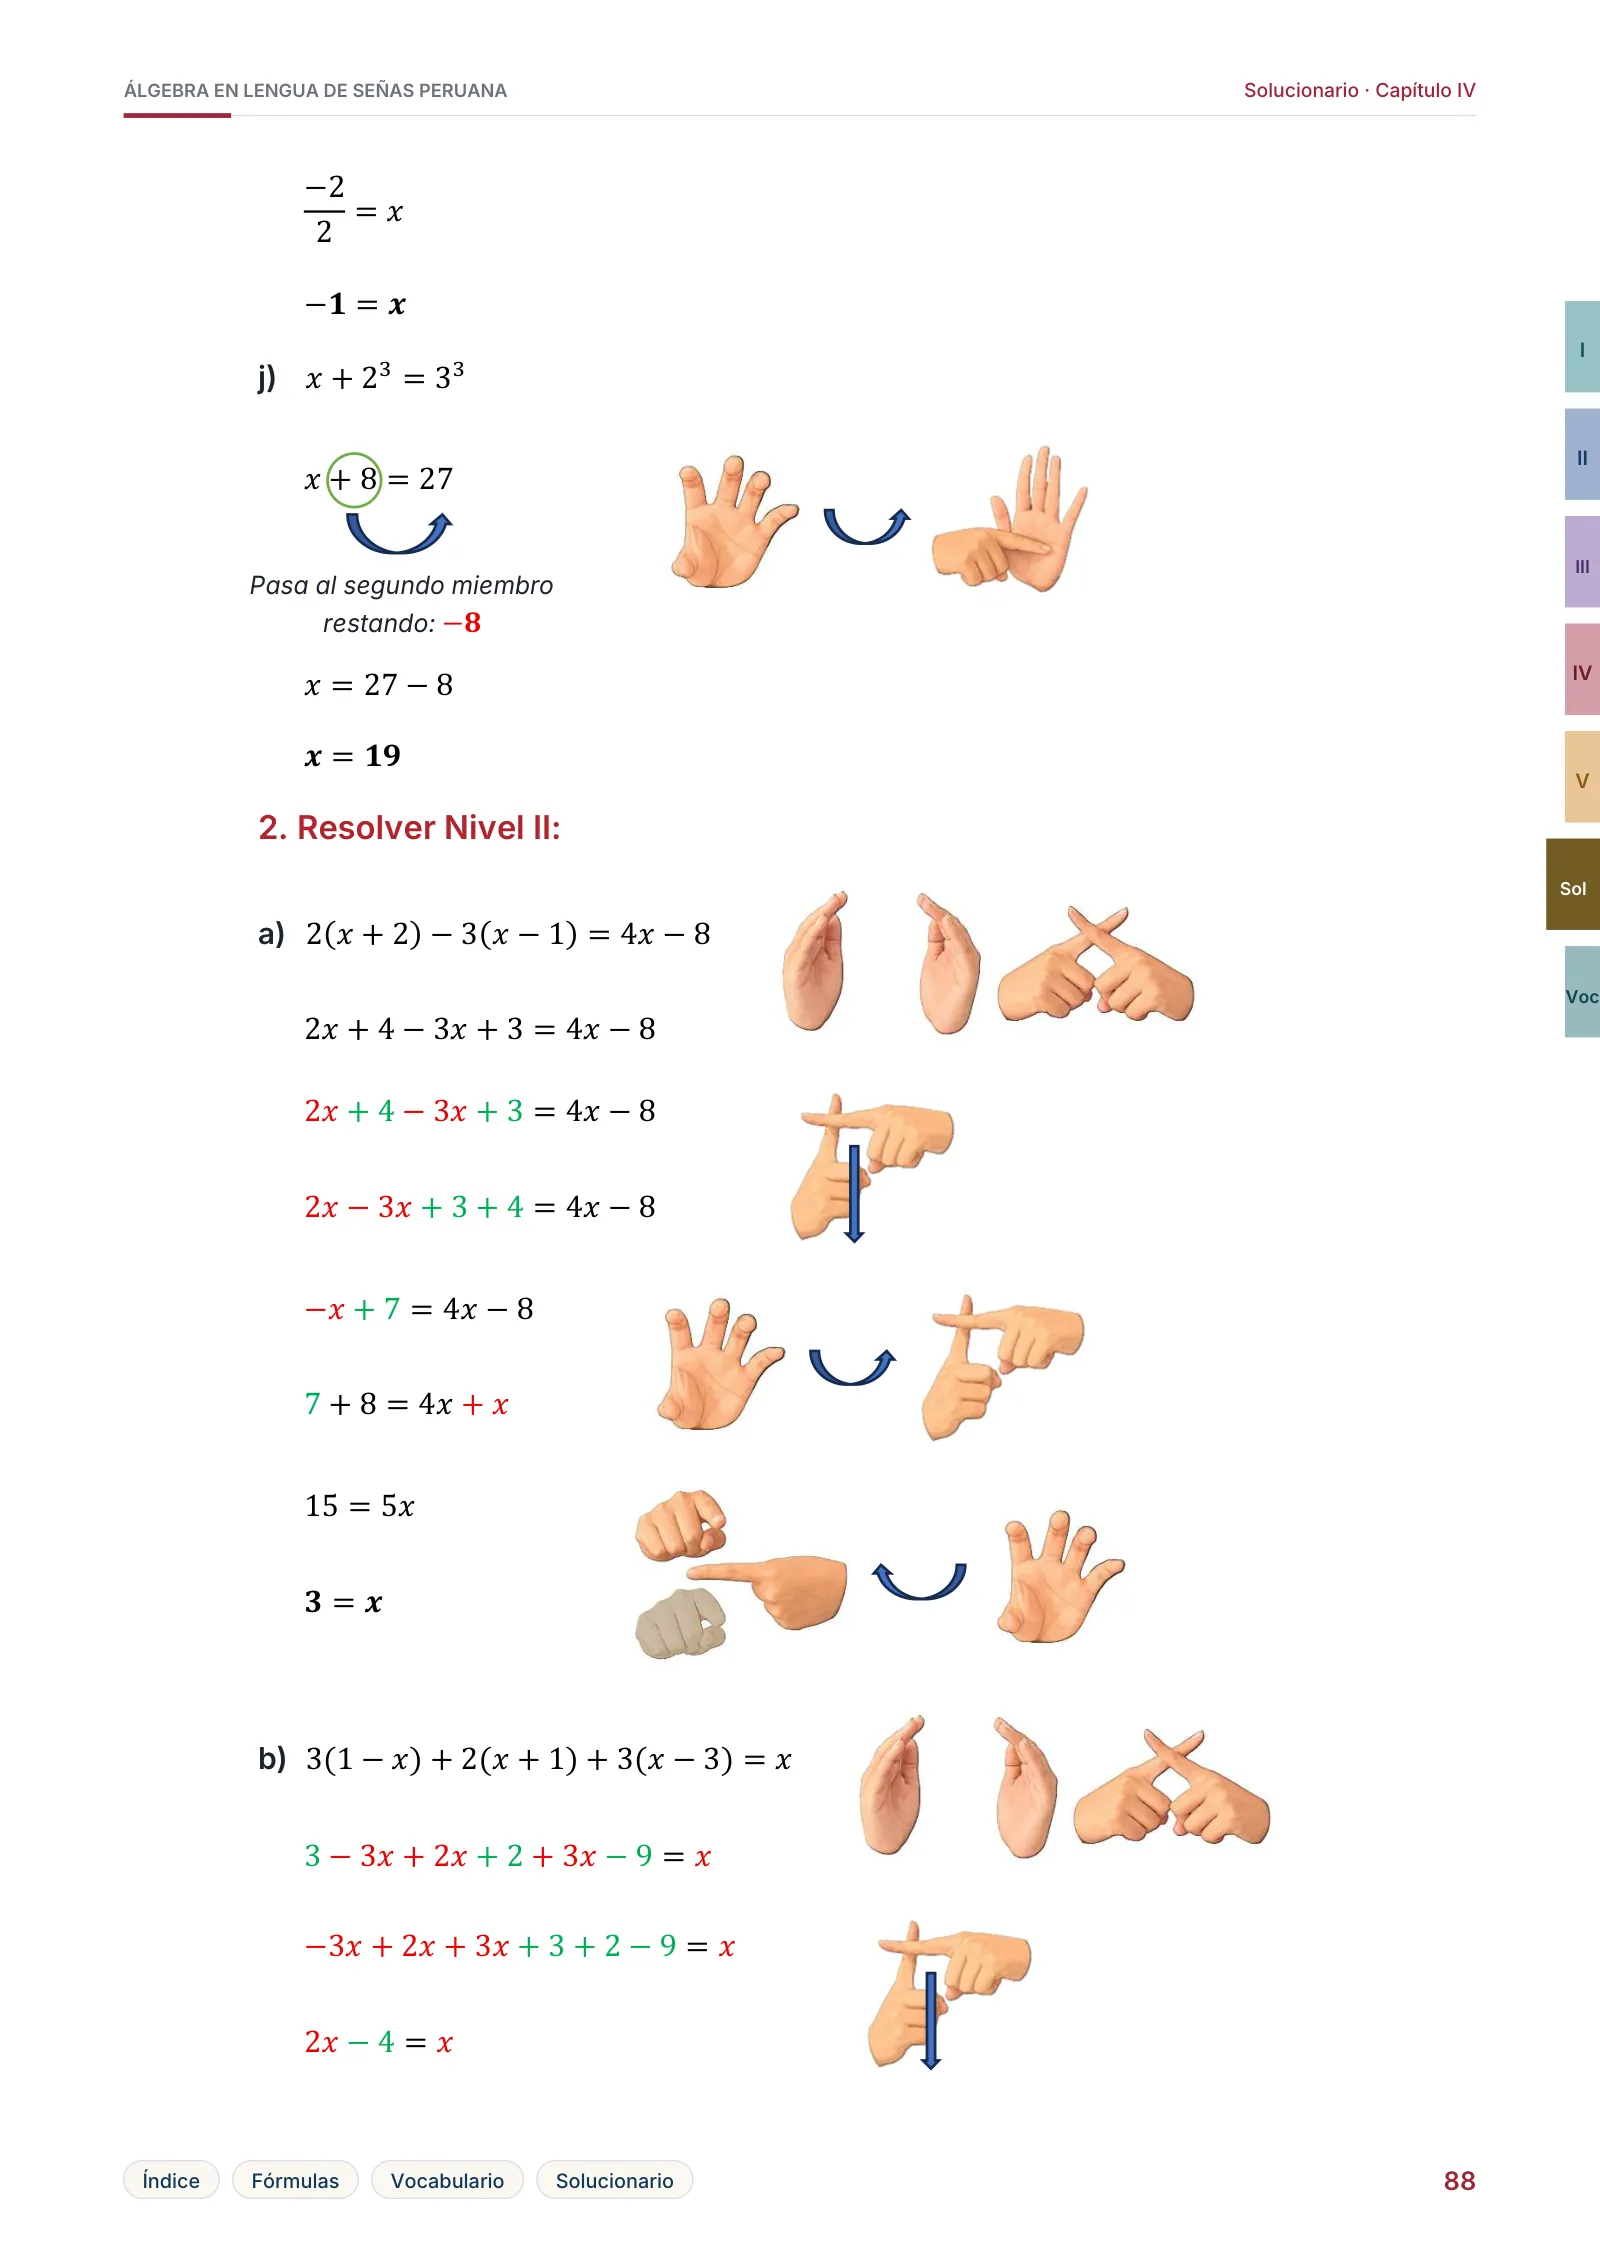 ÁLGEBRA EN LENGUA DE SEÑAS PERUANA
Solucionario · Capítulo IV
−2/2 = x
−1 = x
j) x + 2³ = 3³
x + 8 = 27
Pasa al segundo miembro
restando: −8
x = 27 − 8
x = 19
2. Resolver Nivel II:
a) 2(x + 2) − 3(x − 1) = 4x − 8
2x + 4 − 3x + 3 = 4x − 8
2x + 4 − 3x + 3 = 4x − 8
2x − 3x + 3 + 4 = 4x − 8
−x + 7 = 4x − 8
7 + 8 = 4x + x
15 = 5x
3 = x
b) 3(1 − x) + 2(x + 1) + 3(x − 3) = x
3 − 3x + 2x + 2 + 3x − 9 = x
−3x + 2x + 3x + 3 + 2 − 9 = x
2x − 4 = x
I
II
III
IV
V
Sol
Voc
Índice
Fórmulas
Vocabulario
Solucionario
88